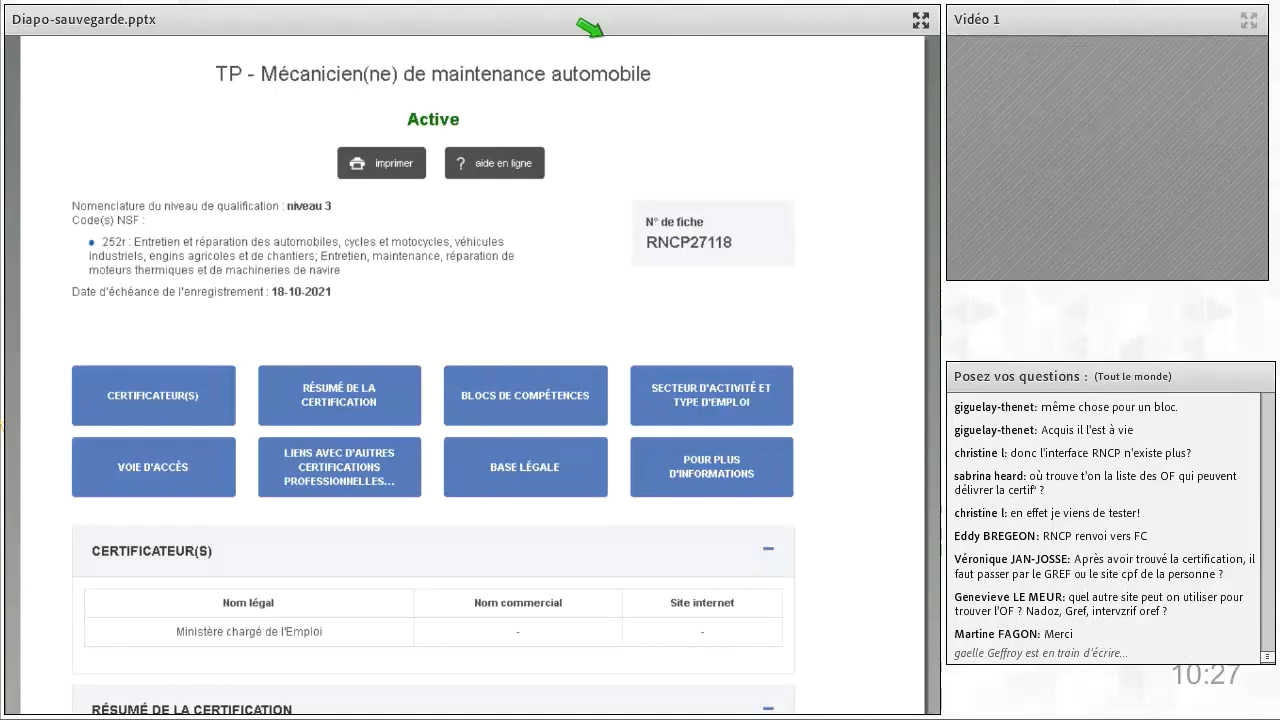 Diapo-sauvegarde.pptx
TP - Mécanicien(ne) de maintenance automobile
Active
imprimer
? aide en ligne
Nomenclature du niveau de qualification : niveau 3
Code(s) NSF :
252r : Entretien et réparation des automobiles, cycles et motocycles, véhicules
industriels, engins agricoles et de chantiers; Entretien, maintenance, réparation de
moteurs thermiques et de machineries de navire
Date d'échéance de l'enregistrement : 18-10-2021
N° de fiche
RNCP27118
CERTIFICATEUR(S)
RÉSUMÉ DE LA
CERTIFICATION
BLOCS DE COMPÉTENCES
SECTEUR D'ACTIVITÉ ET
TYPE D'EMPLOI
VOIE D'ACCÈS
LIENS AVEC D'AUTRES
CERTIFICATIONS
PROFESSIONNELLES...
BASE LÉGALE
POUR PLUS
D'INFORMATIONS
CERTIFICATEUR(S)
Nom légal Nom commercial Site internet
Ministère chargé de l'Emploi - -
RÉSUMÉ DE LA CERTIFICATION
Vidéo 1
Posez vos questions : (Tout le monde)
giguelay-thenet: même chose pour un bloc.
giguelay-thenet: Acquis il l'est à vie
christine l: donc l'interface RNCP n'existe plus?
sabrina heard: où trouve t'on la liste des OF qui peuvent
délivrer la certif° ?
christine l: en effet je viens de tester!
Eddy BREGEON: RNCP renvoi vers FC
Véronique JAN-JOSSE: Après avoir trouvé la certification, il
faut passer par le GREF ou le site cpf de la personne ?
Genevieve LE MEUR: quel autre site peut on utiliser pour
trouver l'OF ? Nadoz, Gref, intervzrif oref ?
Martine FAGON: Merci
gaelle Geffroy est en train d'écrire...
10:27